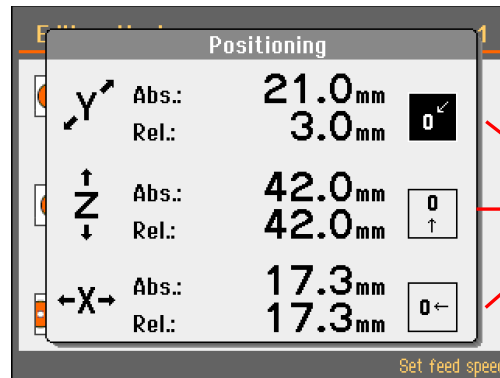 Positioning
Y Abs.: 21.0mm 0
Rel.: 3.0mm
Z Abs.: 42.0mm 0
Rel.: 42.0mm
X Abs.: 17.3mm 0
Rel.: 17.3mm
Set feed speed